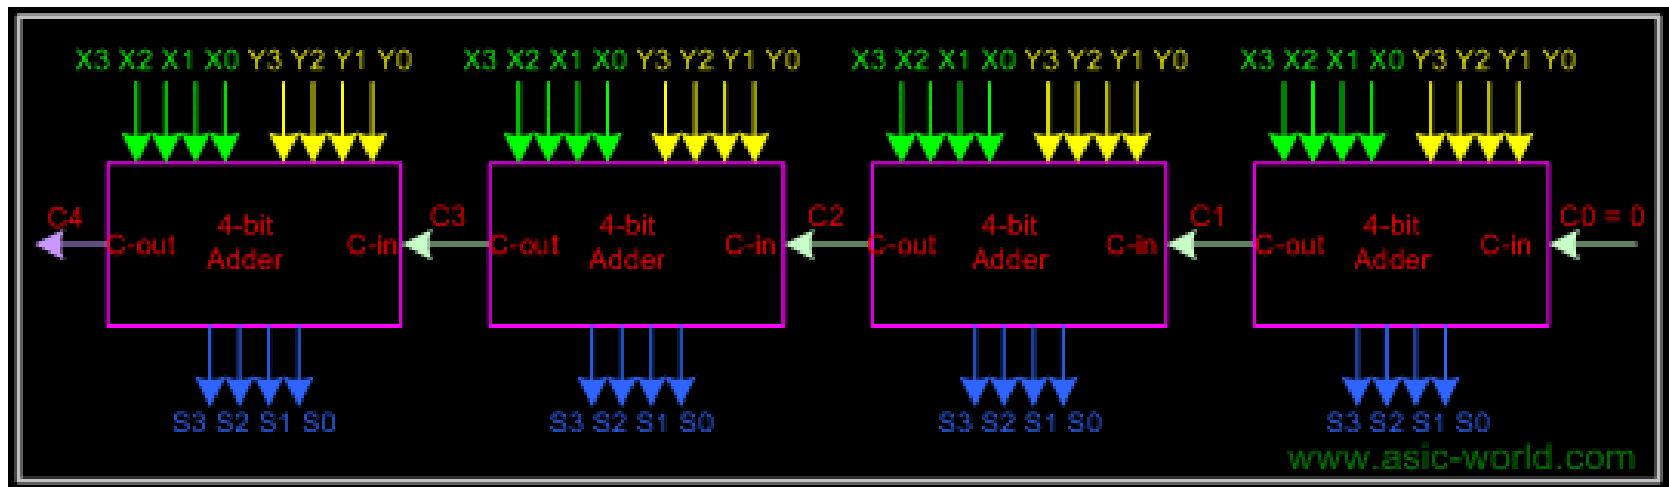 X3 X2 X1 X0 Y3 Y2 Y1 Y0 X3 X2 X1 X0 Y3 Y2 Y1 Y0 X3 X2 X1 X0 Y3 Y2 Y1 Y0 X3 X2 X1 X0 Y3 Y2 Y1 Y0
C4 C3 C2 C1 C0 = 0
C-out 4-bit Adder C-in C-out 4-bit Adder C-in C-out 4-bit Adder C-in C-out 4-bit Adder C-in
S3 S2 S1 S0 S3 S2 S1 S0 S3 S2 S1 S0 S3 S2 S1 S0
www.asic-world.com